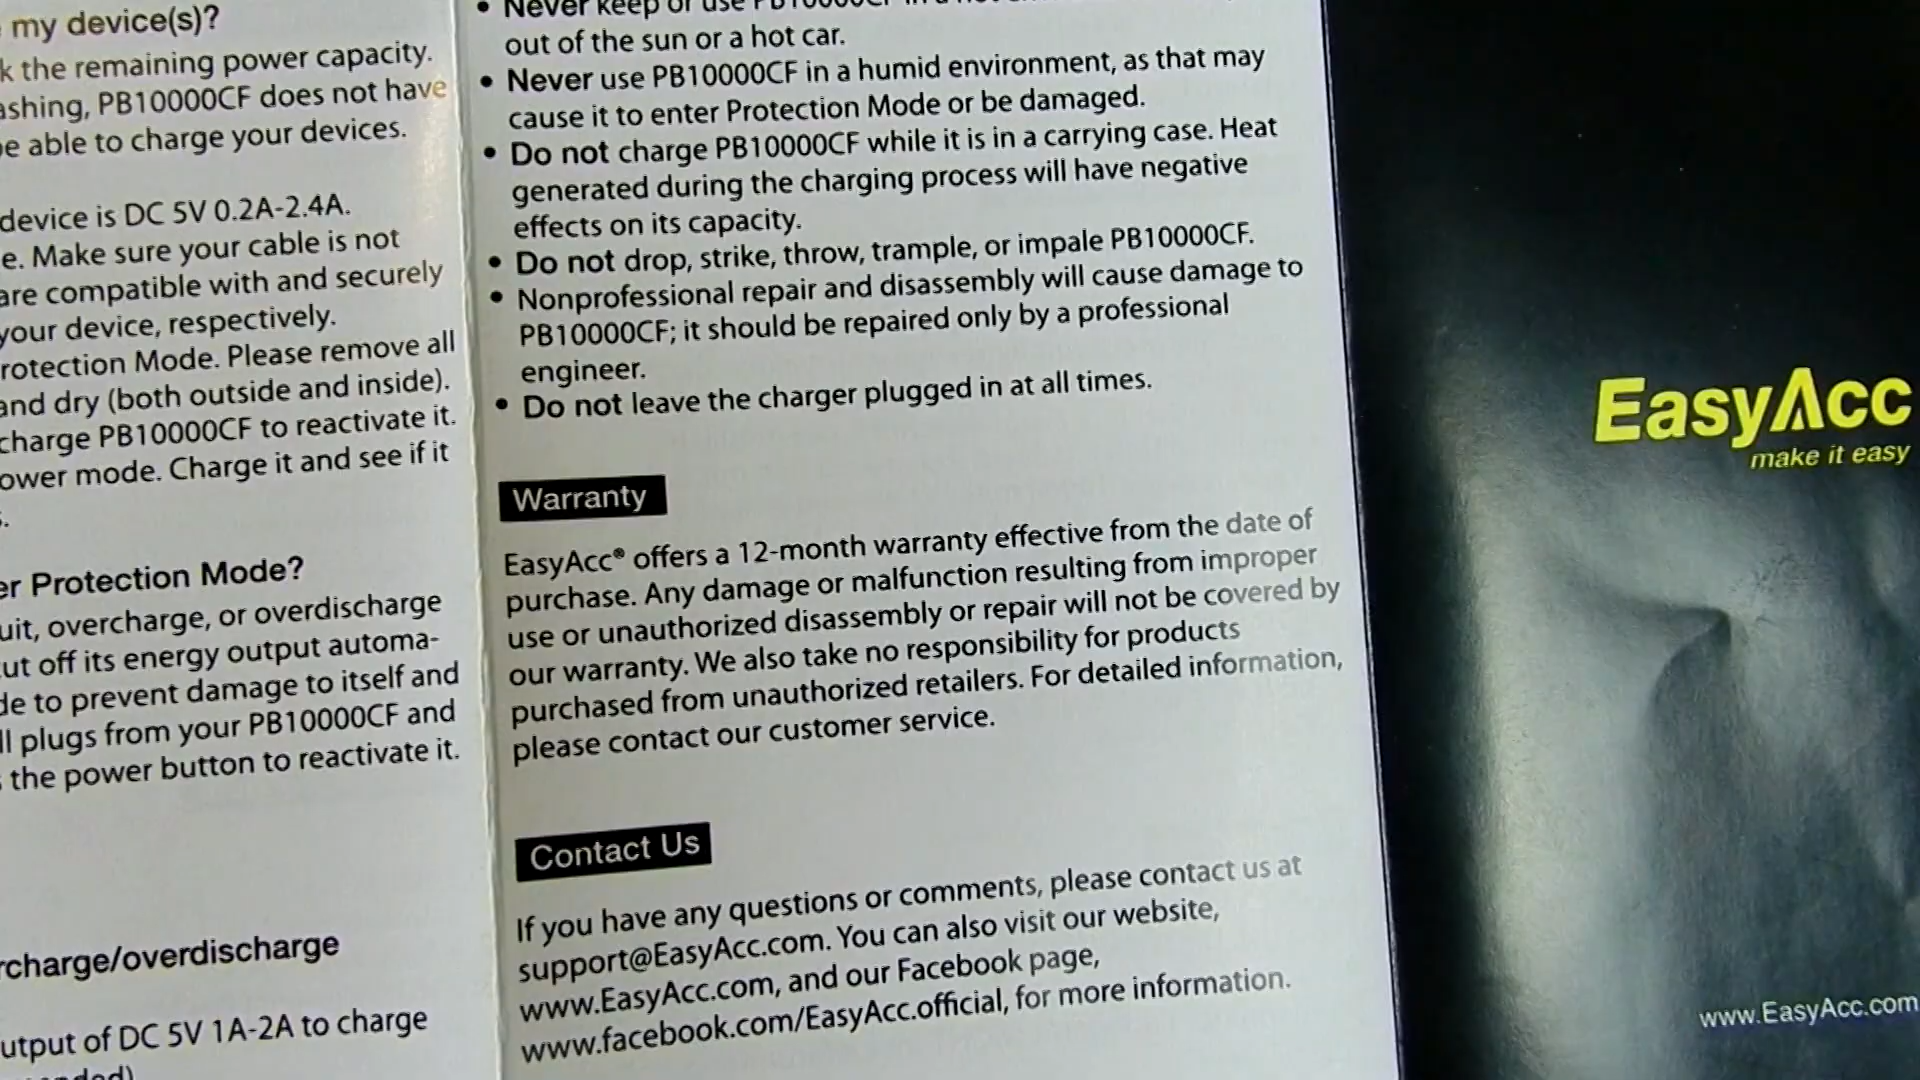 my device(s)?
the remaining power capacity.
PB10000CF does not have
able to charge your devices.
device is DC 5V 0.2A-2.4A.
Make sure your cable is not
are compatible with and securely
your device, respectively.
Mode. Please remove all
and dry (both outside and inside).
charge PB10000CF to reactivate it.
mode. Charge it and see if it
Protection Mode?
overcharge, or overdischarge
off its energy output automa-
to prevent damage to itself and
plugs from your PB10000CF and
the power button to reactivate it.
of DC 5V 1A-2A to charge
• Never keep or use
out of the sun or a hot car.
• Never use PB10000CF in a humid environment, as that may
cause it to enter Protection Mode or be damaged.
• Do not charge PB10000CF while it is in a carrying case. Heat
generated during the charging process will have negative
effects on its capacity.
• Do not drop, strike, throw, trample, or impale PB10000CF.
• Nonprofessional repair and disassembly will cause damage to
PB10000CF; it should be repaired only by a professional
engineer.
• Do not leave the charger plugged in at all times.
Warranty
EasyAcc® offers a 12-month warranty effective from the date of
purchase. Any damage or malfunction resulting from improper
use or unauthorized disassembly or repair will not be covered by
our warranty. We also take no responsibility for products
purchased from unauthorized retailers. For detailed information,
please contact our customer service.
Contact Us
If you have any questions or comments, please contact us at
support@EasyAcc.com. You can also visit our website,
www.EasyAcc.com, and our Facebook page,
www.facebook.com/EasyAcc.official, for more information.
EasyAcc
make it easy
www.EasyAcc.com